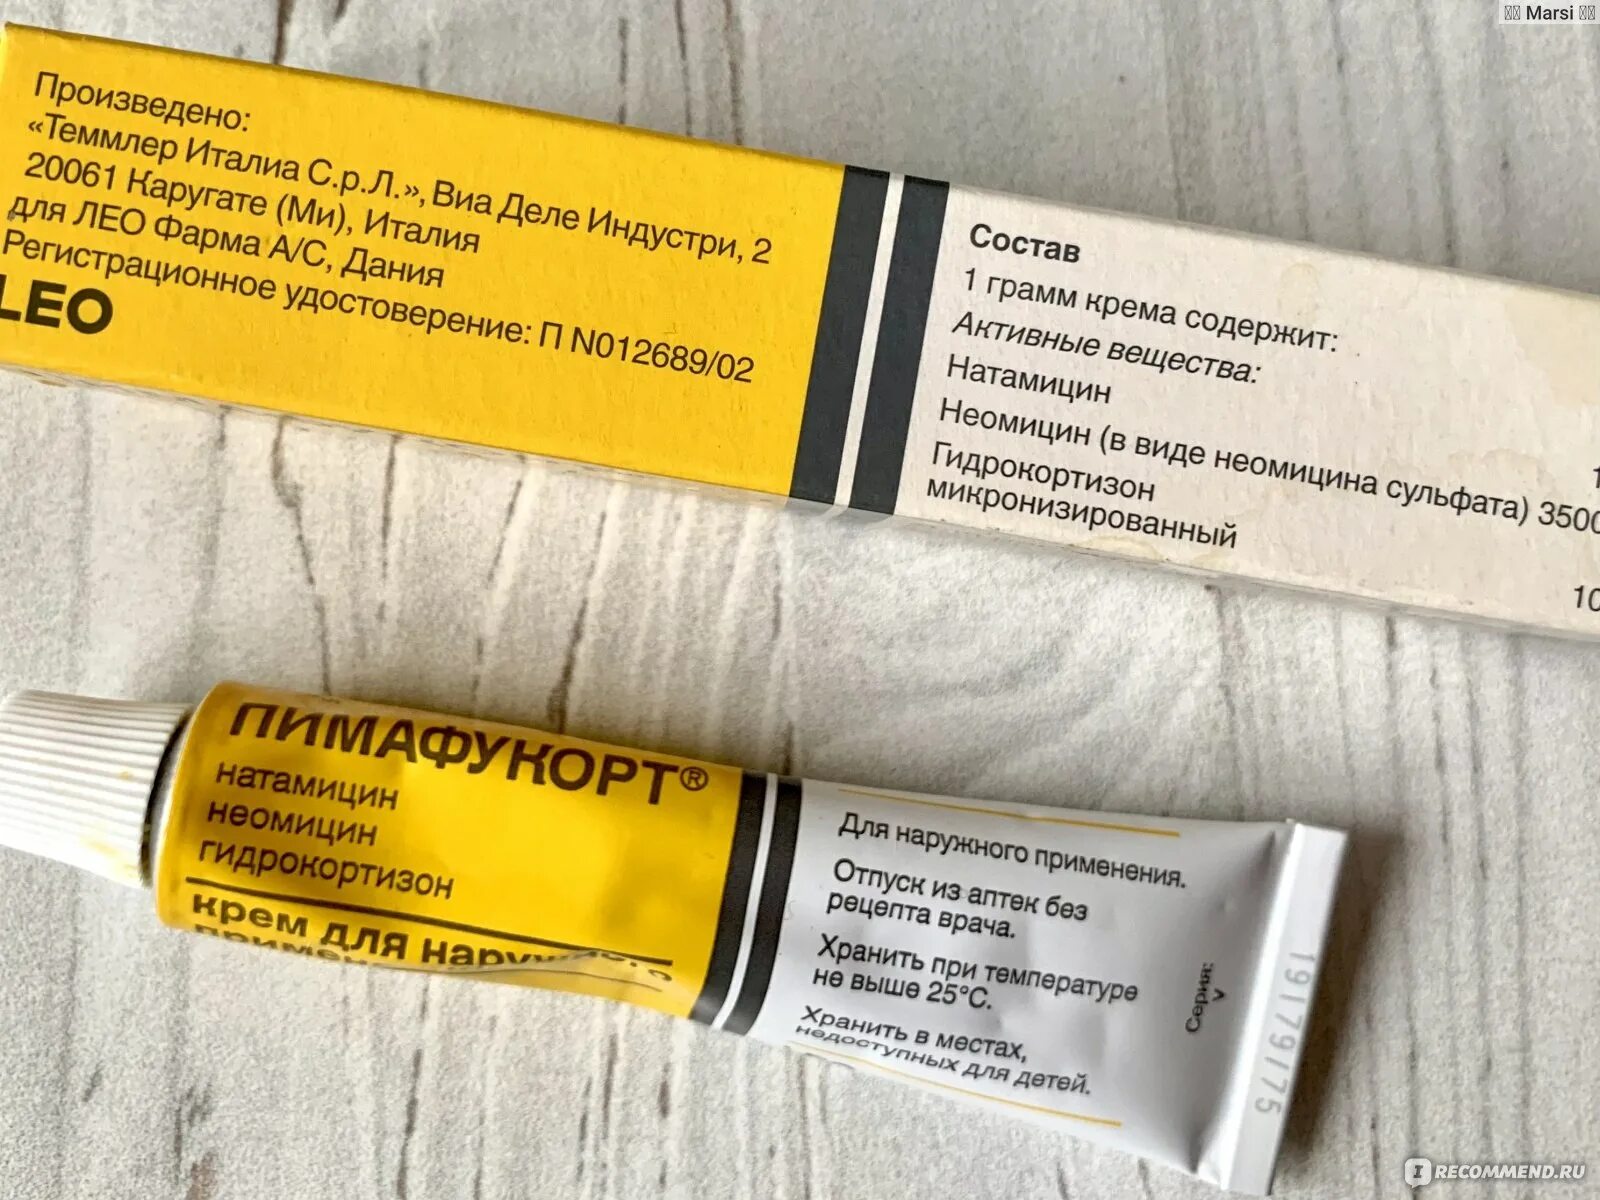 Marsi
Произведено:
«Теммлер Италиа С.р.Л.», Виа Деле Индустри, 2
20061 Каругате (Ми), Италия
для ЛЕО Фарма А/С, Дания
Регистрационное удостоверение: П N012689/02
LEO
Состав
1 грамм крема содержит:
Активные вещества:
Натамицин
Неомицин (в виде неомицина сульфата) 3500
Гидрокортизон
микронизированный
10
ПИМАФУКОРТ®
натамицин
неомицин
гидрокортизон
крем для
Для наружного применения.
Отпуск из аптек без
рецепта врача.
Хранить при температуре
не выше 25°C.
Хранить в местах,
недоступных для детей.
Серия:
19179175
IRECOMMEND.RU